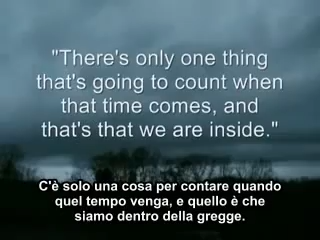 "There's only one thing
that's going to count when
that time comes, and
that's that we are inside."
C'è solo una cosa per contare quando
quel tempo venga, e quello è che
siamo dentro della gregge.